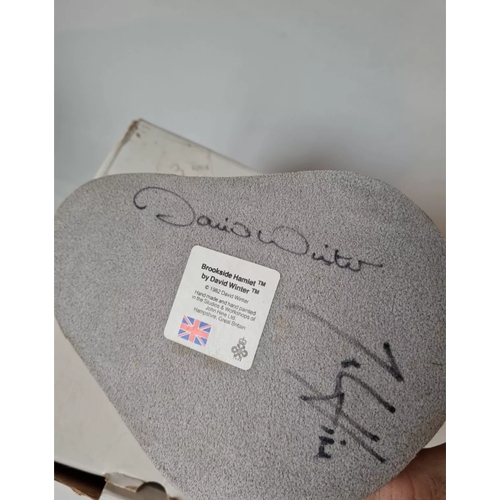 David Winter
Brookside Hamlet ™
by David Winter ™
© 1982 David Winter
Hand made and hand painted
in the Studios & Workshops of
John Hine Ltd.
Hampshire, Great Britain